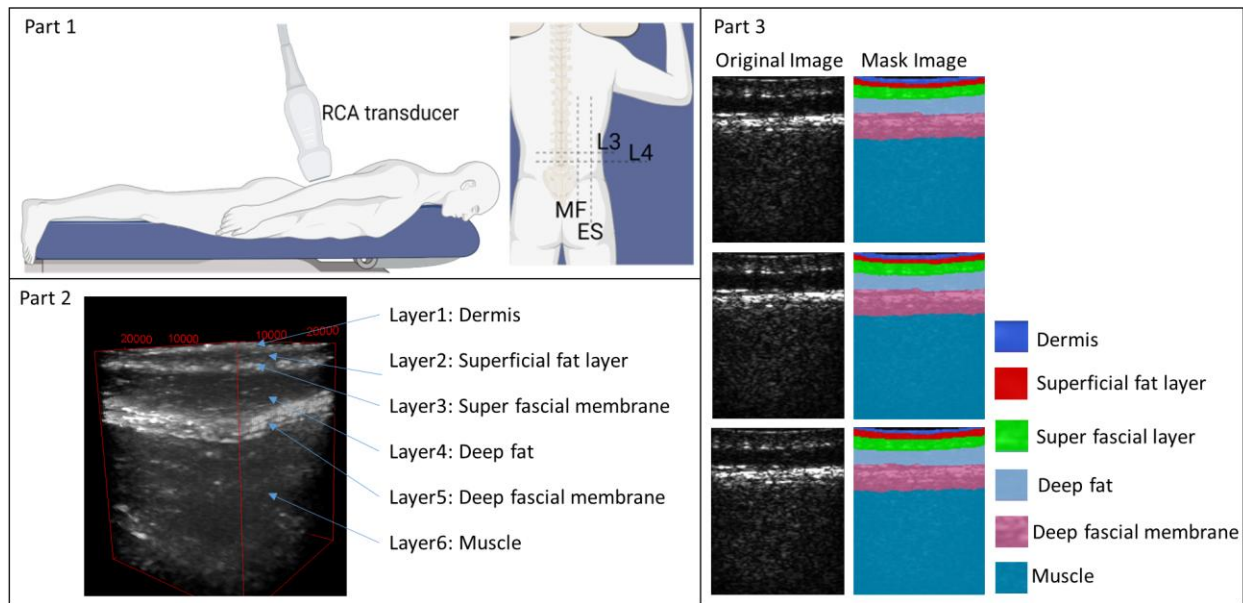 Part 1
RCA transducer
L3
L4
MF
ES
Part 2
20000 10000 10000 20000
Layer1: Dermis
Layer2: Superficial fat layer
Layer3: Super fascial membrane
Layer4: Deep fat
Layer5: Deep fascial membrane
Layer6: Muscle
Part 3
Original Image Mask Image
Dermis
Superficial fat layer
Super fascial layer
Deep fat
Deep fascial membrane
Muscle